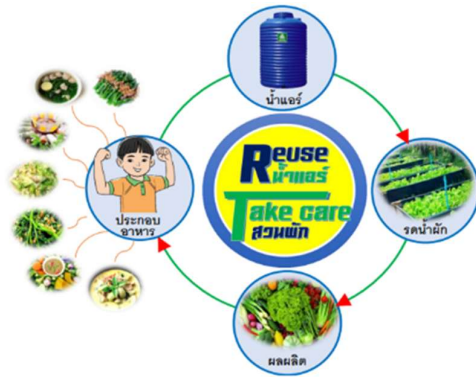 น้ำแอร์
Reuse
น้ำแอร์
Take care
สวนผัก
รดน้ำผัก
ผลผลิต
ประกอบ
อาหาร